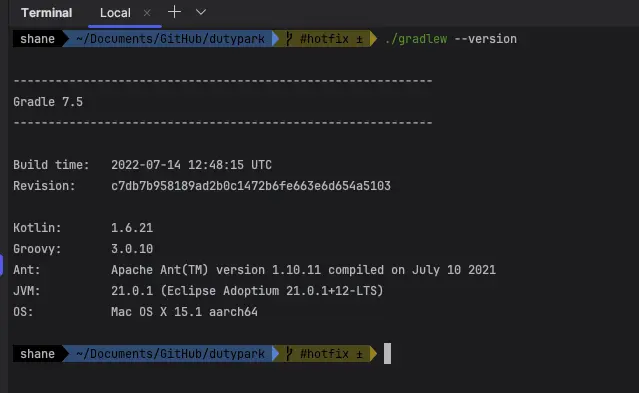 Terminal Local × +
shane ~/Documents/GitHub/dutypark #hotfix ± ./gradlew --version
------------------------------------------------------------
Gradle 7.5
------------------------------------------------------------
Build time: 2022-07-14 12:48:15 UTC
Revision: c7db7b958189ad2b0c1472b6fe663e6d654a5103
Kotlin: 1.6.21
Groovy: 3.0.10
Ant: Apache Ant(TM) version 1.10.11 compiled on July 10 2021
JVM: 21.0.1 (Eclipse Adoptium 21.0.1+12-LTS)
OS: Mac OS X 15.1 aarch64
shane ~/Documents/GitHub/dutypark #hotfix ±